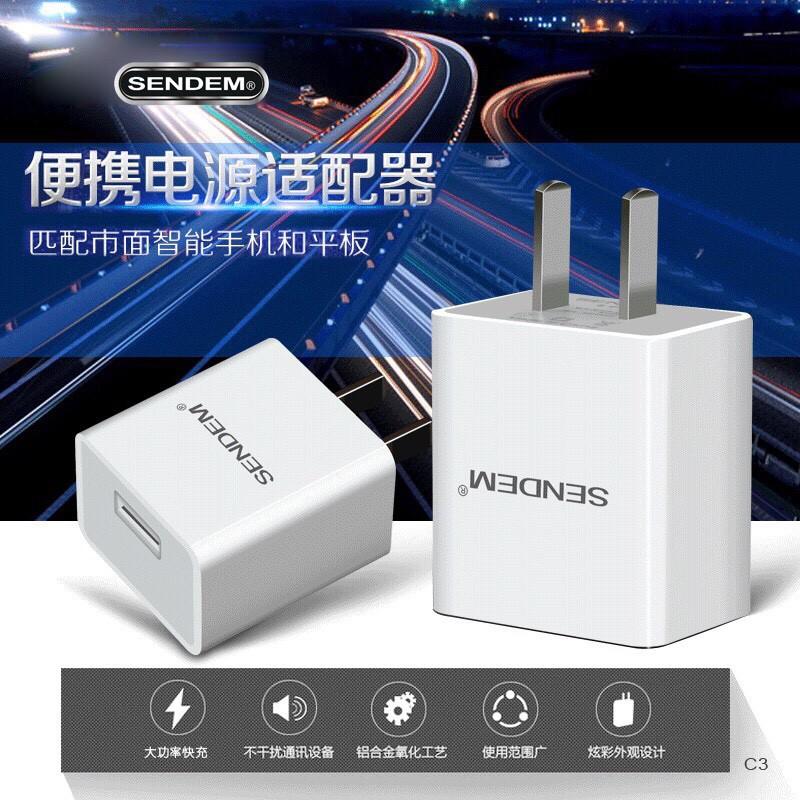 SENDEM®
便携电源适配器
匹配市面智能手机和平板
SENDEM®
SENDEM®
大功率快充
不干扰通讯设备
铝合金氧化工艺
使用范围广
炫彩外观设计
C3